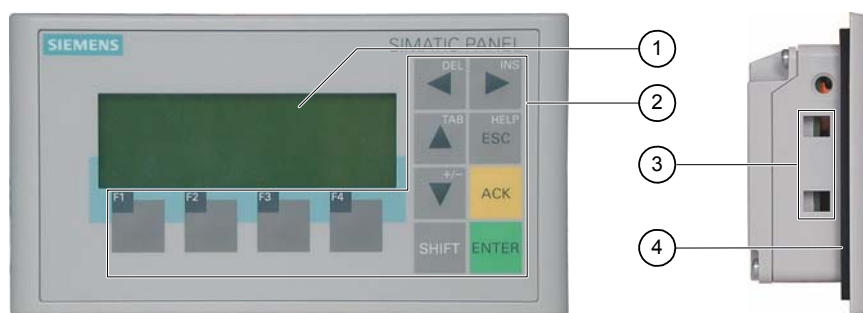 SIEMENS
SIMATIC PANEL
1
DEL
INS
2
TAB
HELP
ESC
3
+/-
F1
F2
F3
F4
ACK
4
SHIFT
ENTER